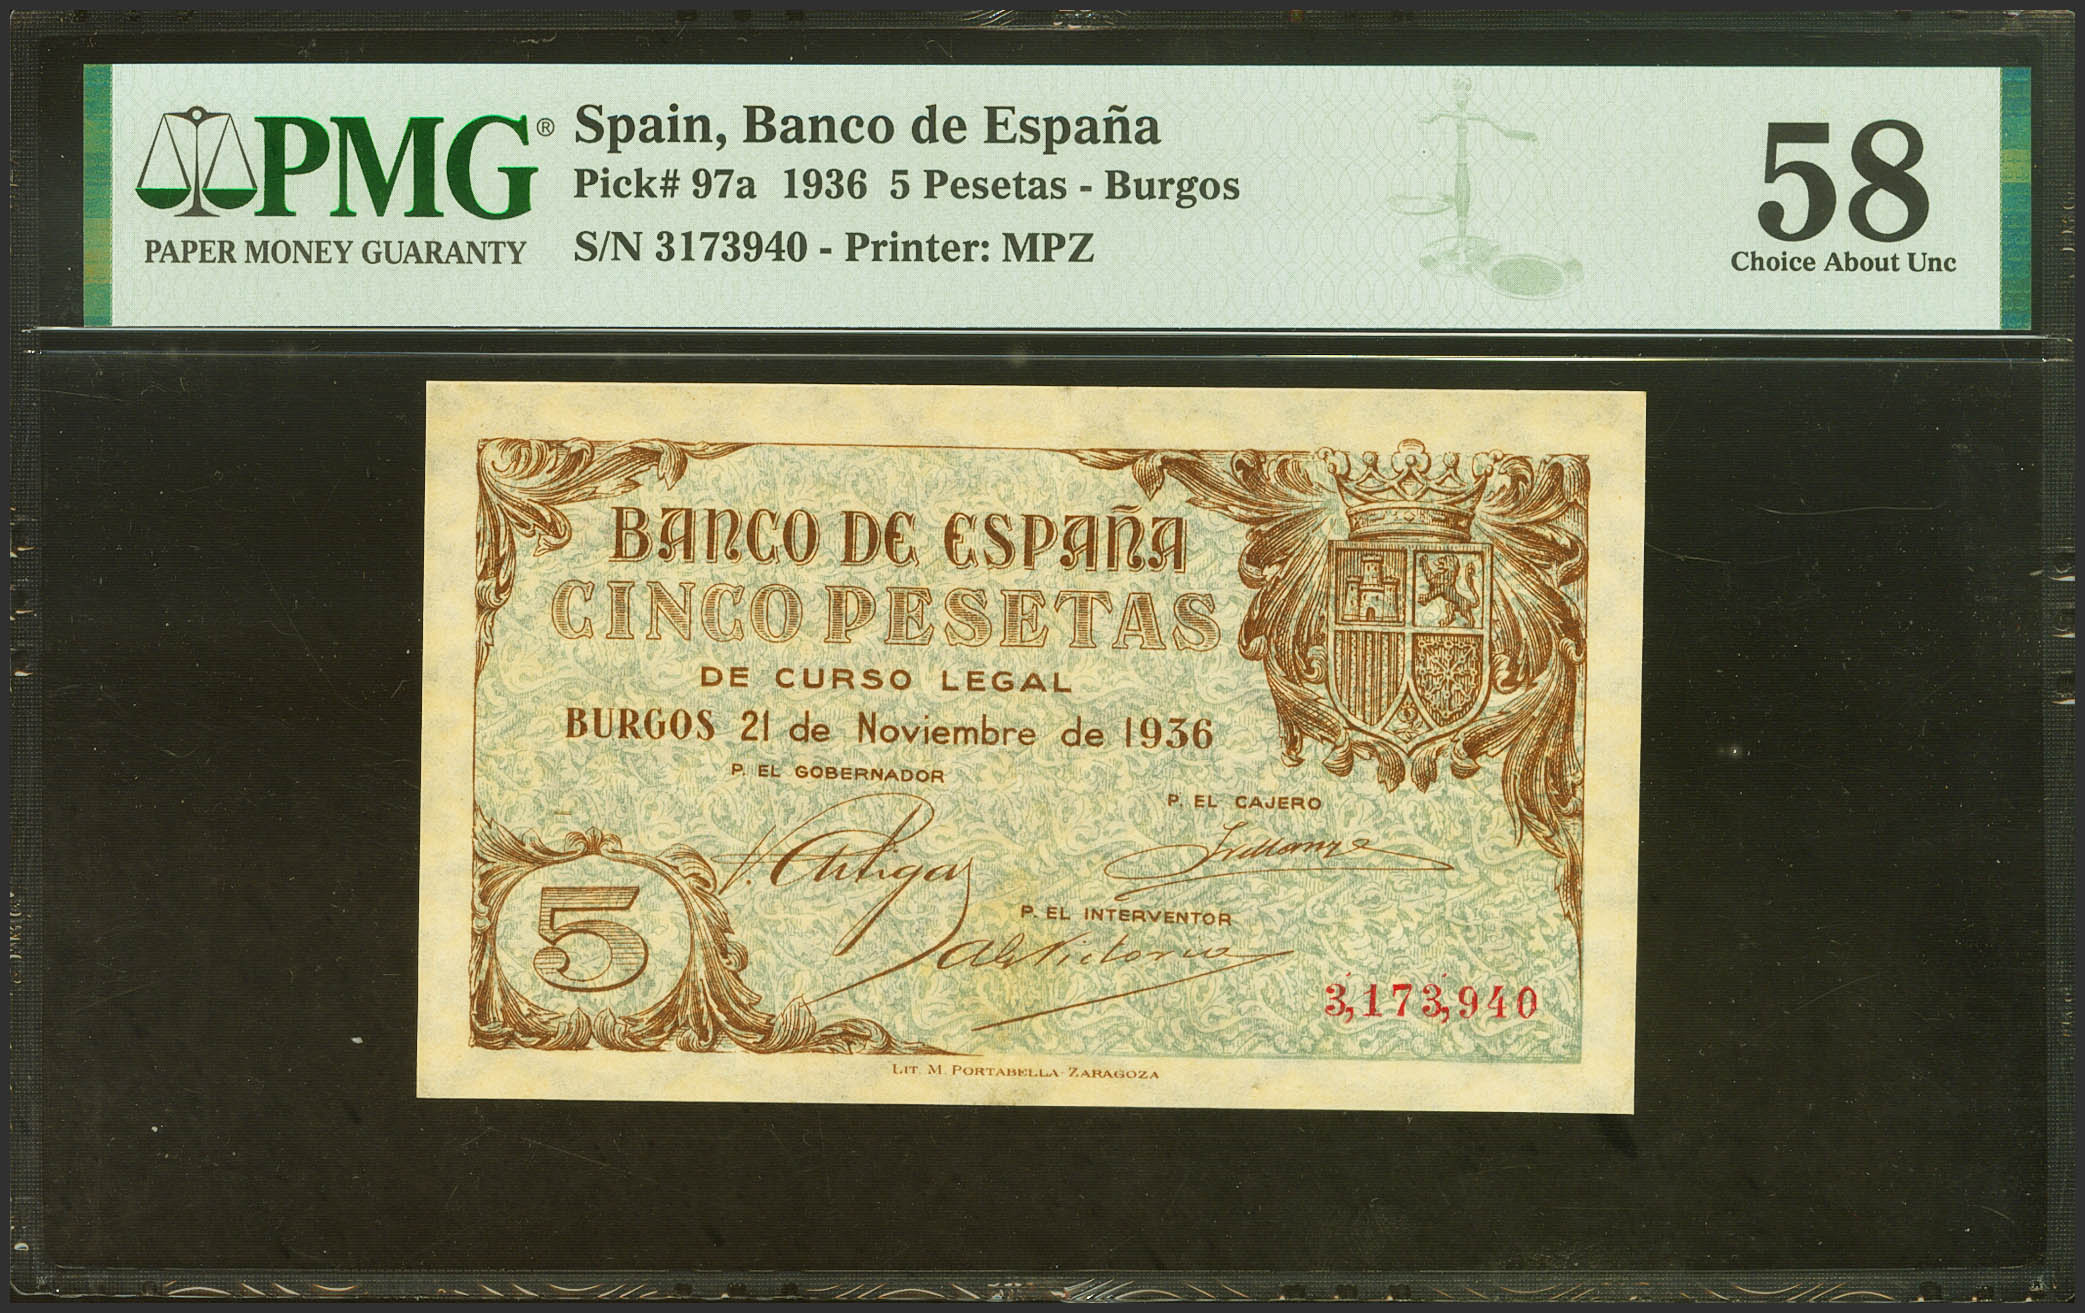 PMG®
PAPER MONEY GUARANTY
Spain, Banco de España
Pick# 97a 1936 5 Pesetas - Burgos
S/N 3173940 - Printer: MPZ
58
Choice About Unc
BANCO DE ESPAÑA
CINCO PESETAS
DE CURSO LEGAL
BURGOS 21 de Noviembre de 1936
P. EL GOBERNADOR
P. EL CAJERO
P. EL INTERVENTOR
5
3,173,940
LIT. M. PORTABELLA-ZARAGOZA